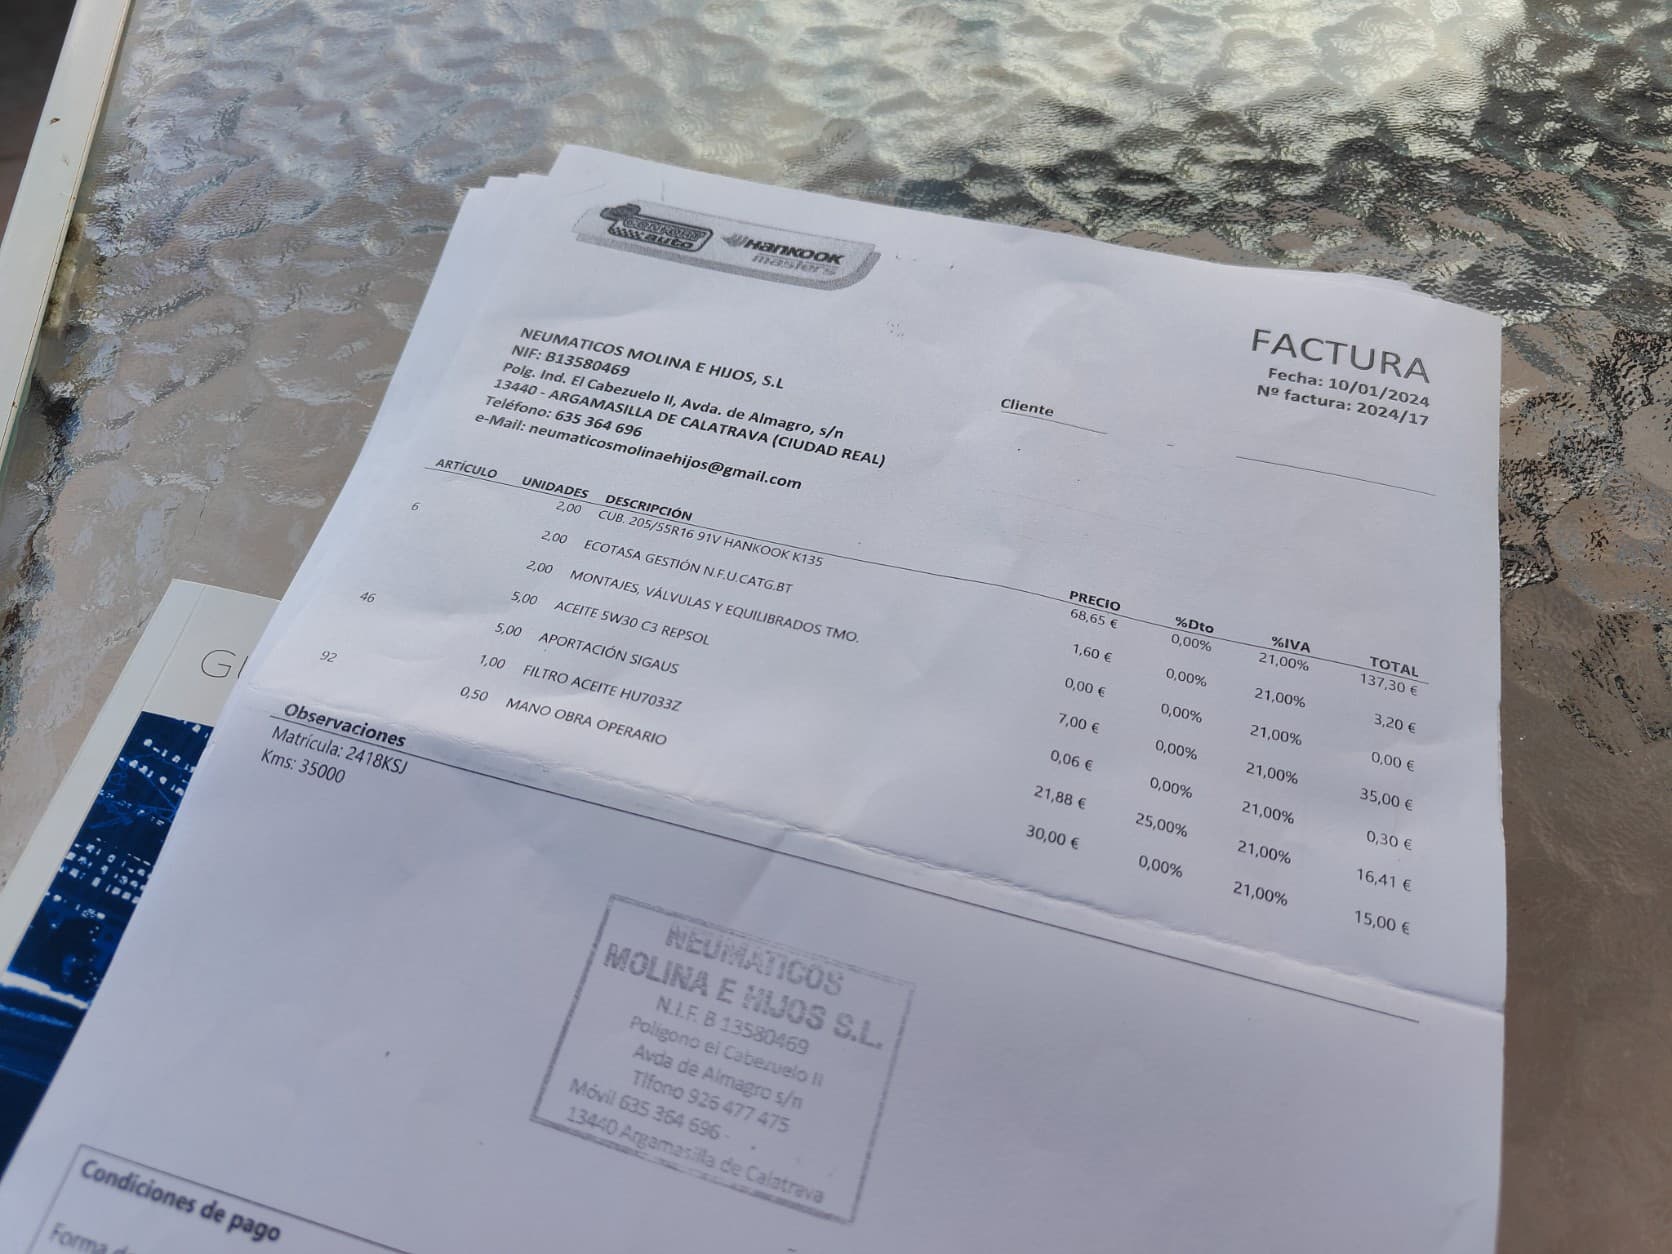 auto HANKOOK
masters
FACTURA
Fecha: 10/01/2024
Nº factura: 2024/17
NEUMATICOS MOLINA E HIJOS, S.L
NIF: B13580469
Polg. Ind. El Cabezuelo II, Avda. de Almagro, s/n
13440 - ARGAMASILLA DE CALATRAVA (CIUDAD REAL)
Teléfono: 635 364 696
e-Mail: neumaticosmolinaehijos@gmail.com
Cliente
ARTÍCULO UNIDADES DESCRIPCIÓN PRECIO %Dto %IVA TOTAL
6 2,00 CUB. 205/55R16 91V HANKOOK K135 68,65 € 0,00% 21,00% 137,30 €
2,00 ECOTASA GESTIÓN N.F.U.CATG.BT 1,60 € 0,00% 21,00% 3,20 €
2,00 MONTAJES, VÁLVULAS Y EQUILIBRADOS TMO. 0,00 € 0,00% 21,00% 0,00 €
46 5,00 ACEITE 5W30 C3 REPSOL 7,00 € 0,00% 21,00% 35,00 €
5,00 APORTACIÓN SIGAUS 0,06 € 0,00% 21,00% 0,30 €
92 1,00 FILTRO ACEITE HU7033Z 21,88 € 25,00% 21,00% 16,41 €
0,50 MANO OBRA OPERARIO 30,00 € 0,00% 21,00% 15,00 €
Observaciones
Matrícula: 2418KSJ
Kms: 35000
NEUMATICOS
MOLINA E HIJOS S.L.
N.I.F. B 13580469
Polígono el Cabezuelo II
Avda de Almagro s/n
Tlfono 926 477 475
Móvil 635 364 696
13440 Argamasilla de Calatrava
Condiciones de pago
Forma